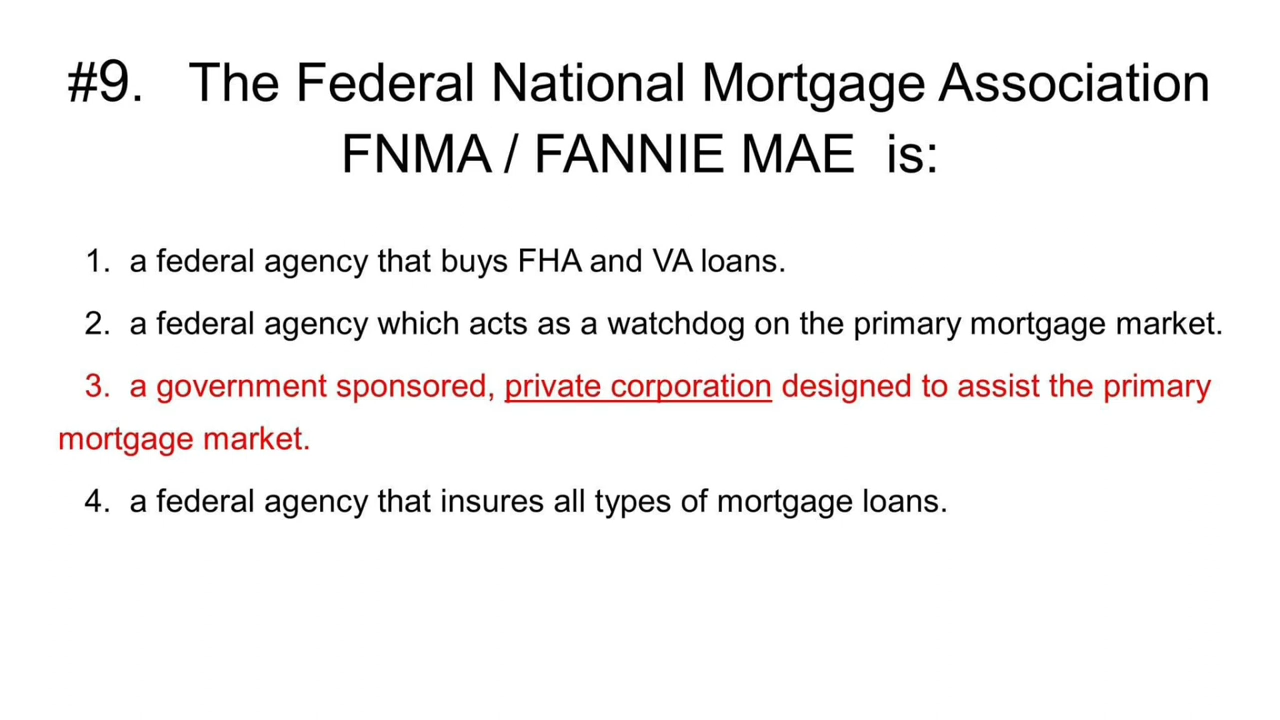 #9. The Federal National Mortgage Association
FNMA / FANNIE MAE is:
1. a federal agency that buys FHA and VA loans.
2. a federal agency which acts as a watchdog on the primary mortgage market.
3. a government sponsored, private corporation designed to assist the primary
mortgage market.
4. a federal agency that insures all types of mortgage loans.